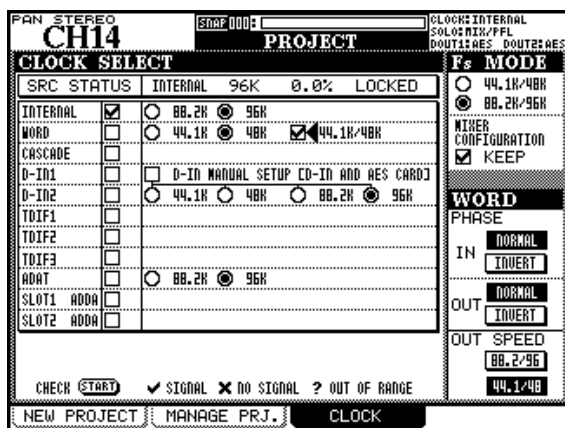 PAN STEREO
CH14
SNAP 000:
PROJECT
CLOCK:INTERNAL
SOLO:MIX/PFL
DOUT1:AES DOUT2:AES
CLOCK SELECT
SRC STATUS INTERNAL 96K 0.0% LOCKED
INTERNAL 88.2K 96K
WORD 44.1K 48K 44.1K/48K
CASCADE
D-IN1 D-IN MANUAL SETUP [D-IN AND AES CARD]
D-IN2 44.1K 48K 88.2K 96K
TDIF1
TDIF2
TDIF3
ADAT 88.2K 96K
SLOT1 ADDA
SLOT2 ADDA
CHECK START SIGNAL NO SIGNAL ? OUT OF RANGE
Fs MODE
44.1K/48K
88.2K/96K
MIXER
CONFIGURATION
KEEP
WORD
PHASE
IN
NORMAL
INVERT
OUT
NORMAL
INVERT
OUT SPEED
88.2/96
44.1/48
NEW PROJECT MANAGE PRJ. CLOCK